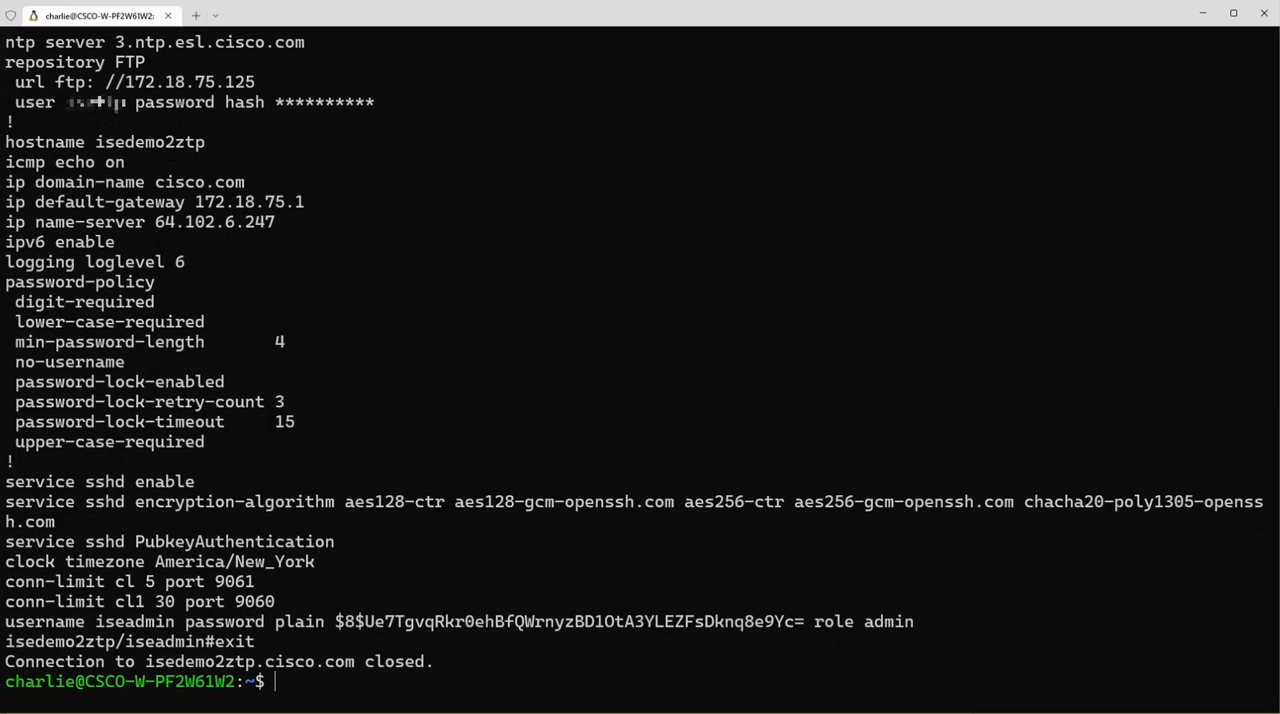 charlie@CSCO-W-PF2W61W2:
ntp server 3.ntp.esl.cisco.com
repository FTP
url ftp: //172.18.75.125
user password hash **********
!
hostname isedemo2ztp
icmp echo on
ip domain-name cisco.com
ip default-gateway 172.18.75.1
ip name-server 64.102.6.247
ipv6 enable
logging loglevel 6
password-policy
digit-required
lower-case-required
min-password-length 4
no-username
password-lock-enabled
password-lock-retry-count 3
password-lock-timeout 15
upper-case-required
!
service sshd enable
service sshd encryption-algorithm aes128-ctr aes128-gcm-openssh.com aes256-ctr aes256-gcm-openssh.com chacha20-poly1305-openss
h.com
service sshd PubkeyAuthentication
clock timezone America/New_York
conn-limit cl 5 port 9061
conn-limit cl1 30 port 9060
username iseadmin password plain $8$Ue7TgvqRkr0ehBfQWrnyzBD1OtA3YLEZFsDknq8e9Yc= role admin
isedemo2ztp/iseadmin#exit
Connection to isedemo2ztp.cisco.com closed.
charlie@CSCO-W-PF2W61W2:~$